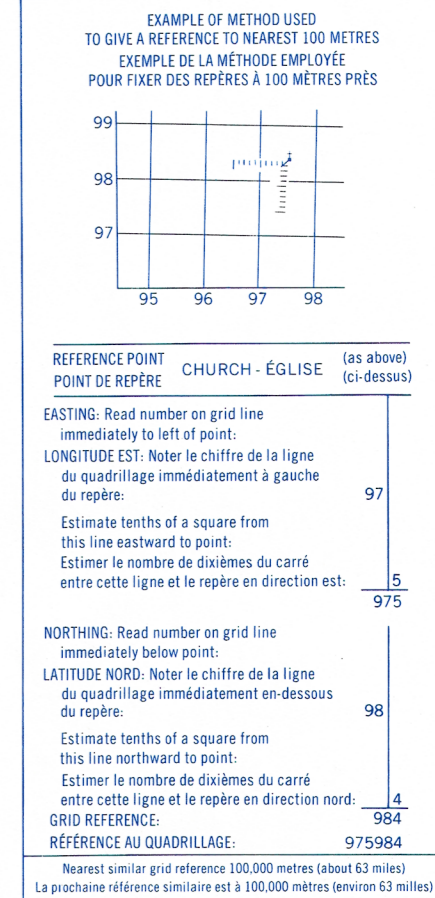 EXAMPLE OF METHOD USED
TO GIVE A REFERENCE TO NEAREST 100 METRES
EXEMPLE DE LA MÉTHODE EMPLOYÉE
POUR FIXER DES REPÈRES À 100 MÈTRES PRÈS
99
98
97
95 96 97 98
REFERENCE POINT
POINT DE REPÈRE
CHURCH - ÉGLISE
(as above)
(ci-dessus)
EASTING: Read number on grid line
immediately to left of point:
LONGITUDE EST: Noter le chiffre de la ligne
du quadrillage immédiatement à gauche
du repère: 97
Estimate tenths of a square from
this line eastward to point:
Estimer le nombre de dixièmes du carré
entre cette ligne et le repère en direction est: 5
975
NORTHING: Read number on grid line
immediately below point:
LATITUDE NORD: Noter le chiffre de la ligne
du quadrillage immédiatement en-dessous
du repère: 98
Estimate tenths of a square from
this line northward to point:
Estimer le nombre de dixièmes du carré
entre cette ligne et le repère en direction nord: 4
GRID REFERENCE: 984
RÉFÉRENCE AU QUADRILLAGE: 975984
Nearest similar grid reference 100,000 metres (about 63 miles)
La prochaine référence similaire est à 100,000 mètres (environ 63 milles)